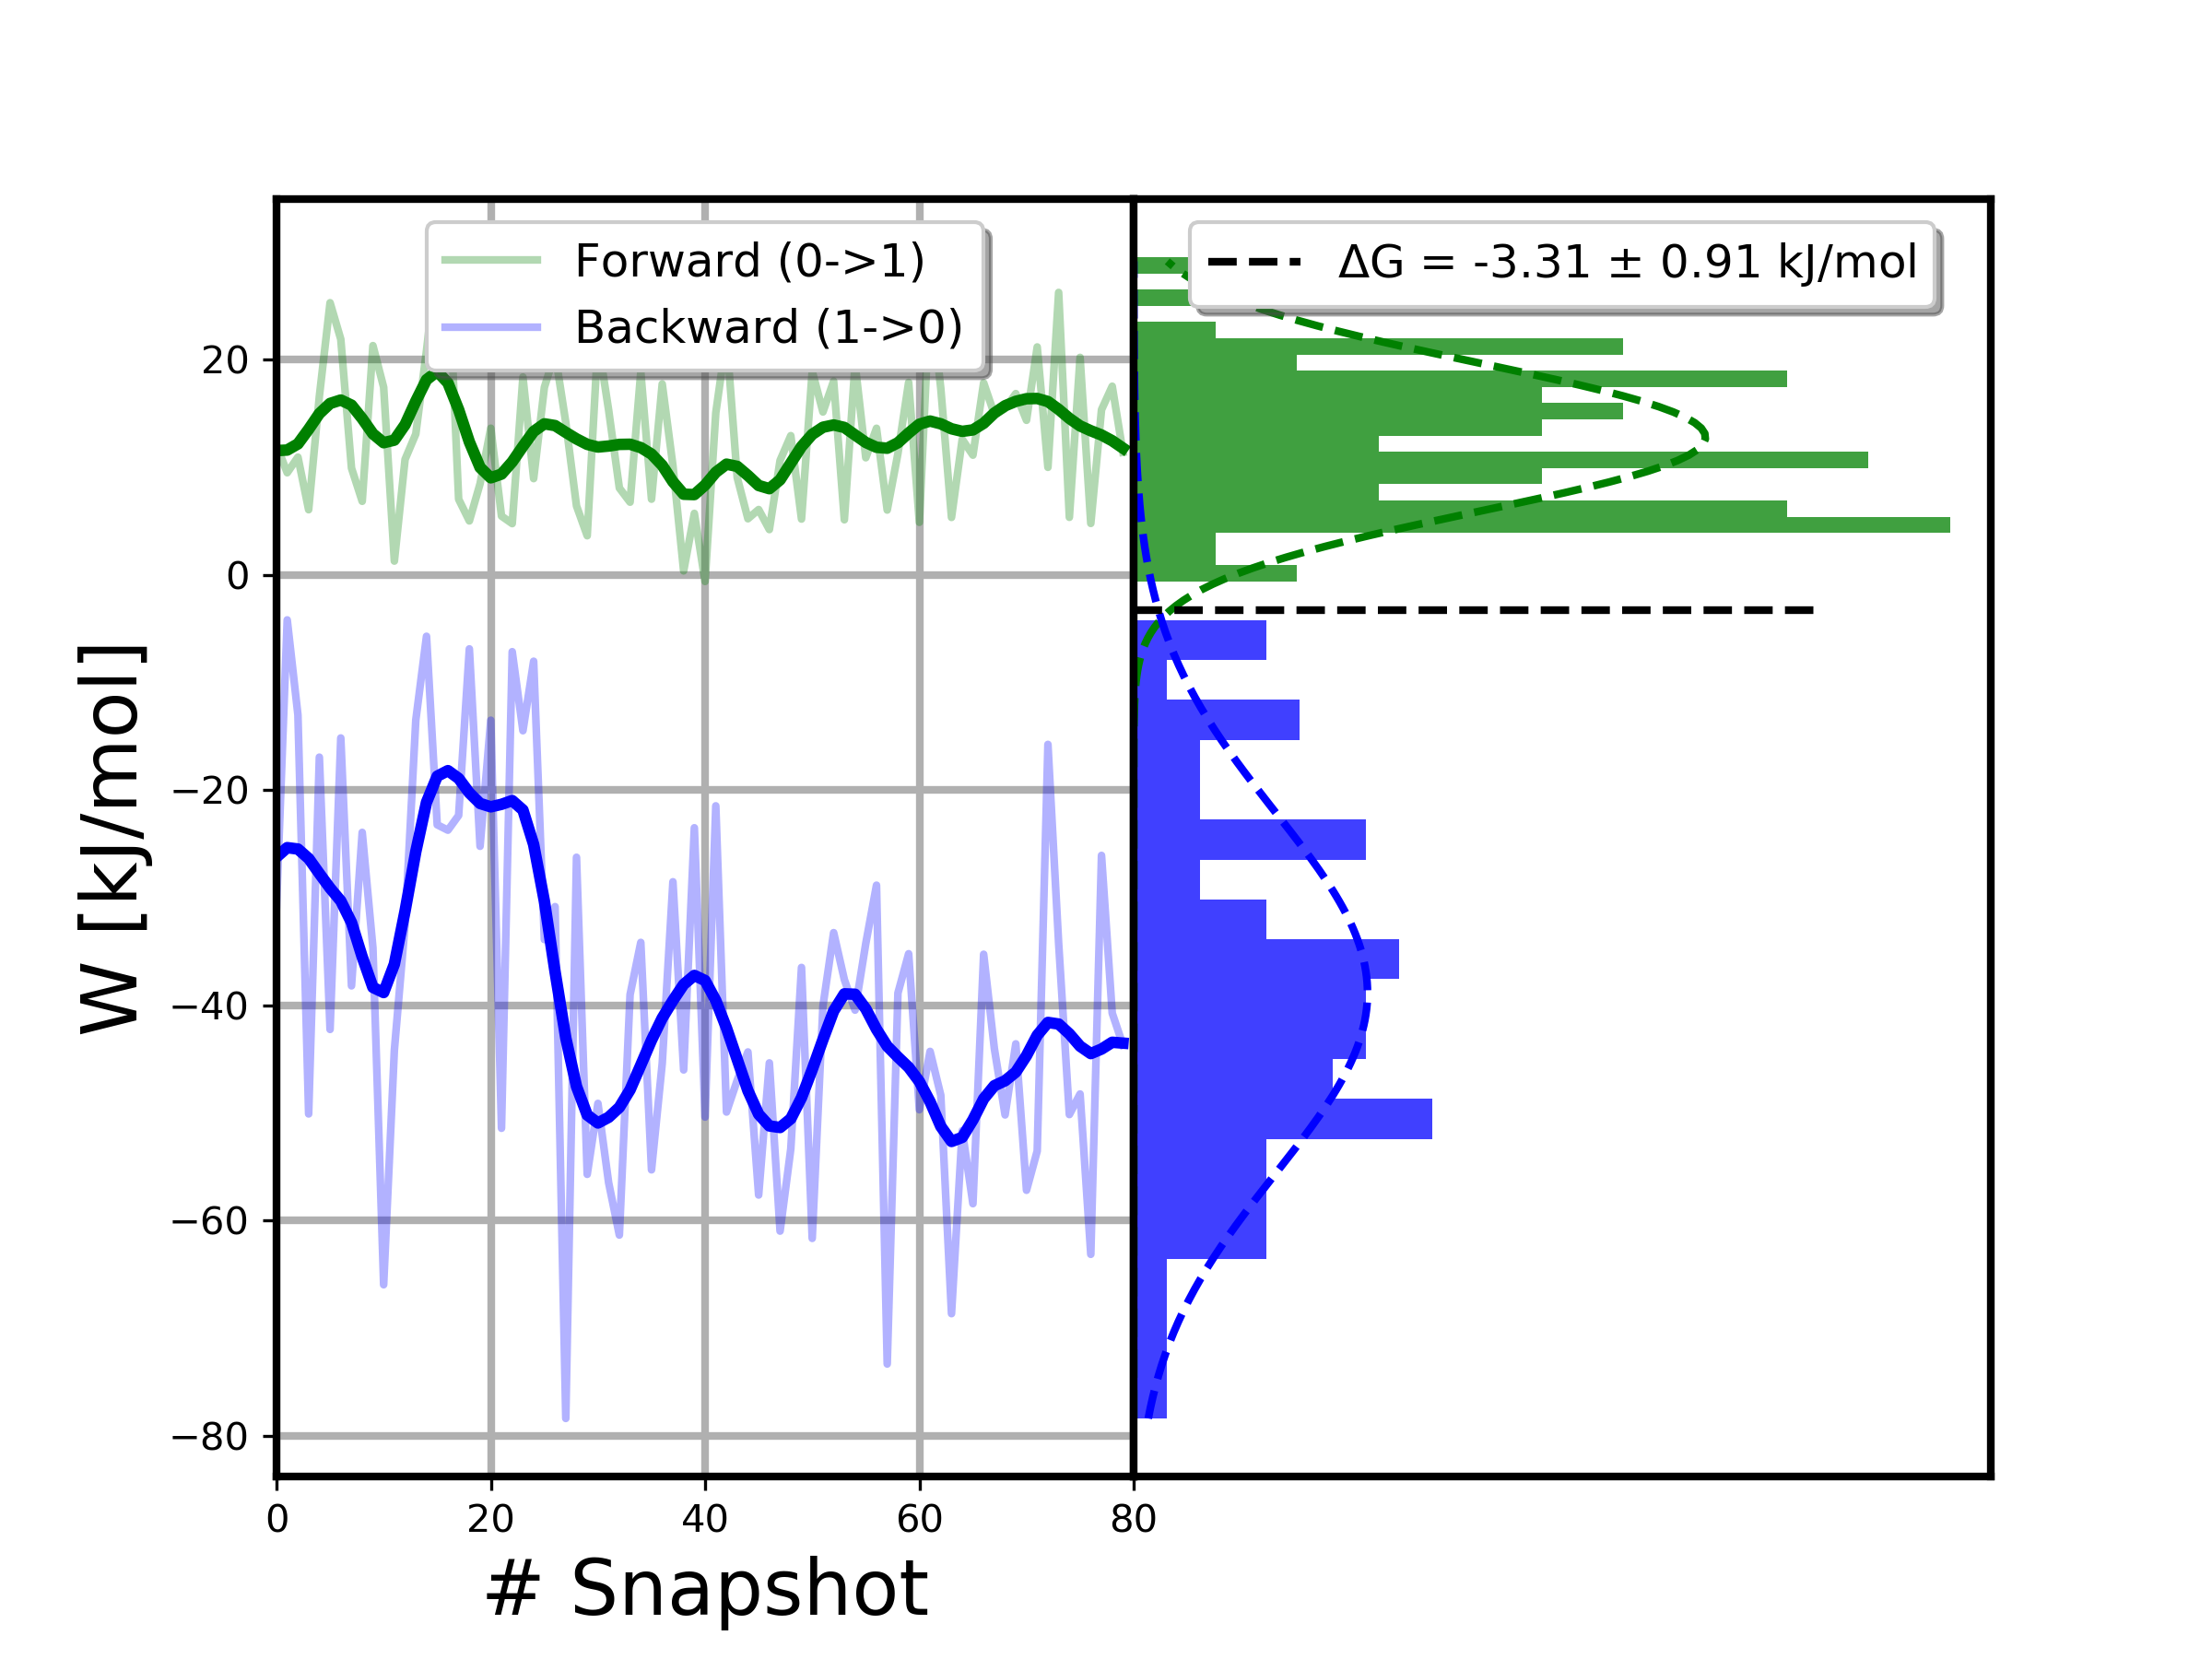 Forward (0->1)
Backward (1->0)
ΔG = -3.31 ± 0.91 kJ/mol
W [kJ/mol]
20
0
−20
−40
−60
−80
0 20 40 60 80
# Snapshot